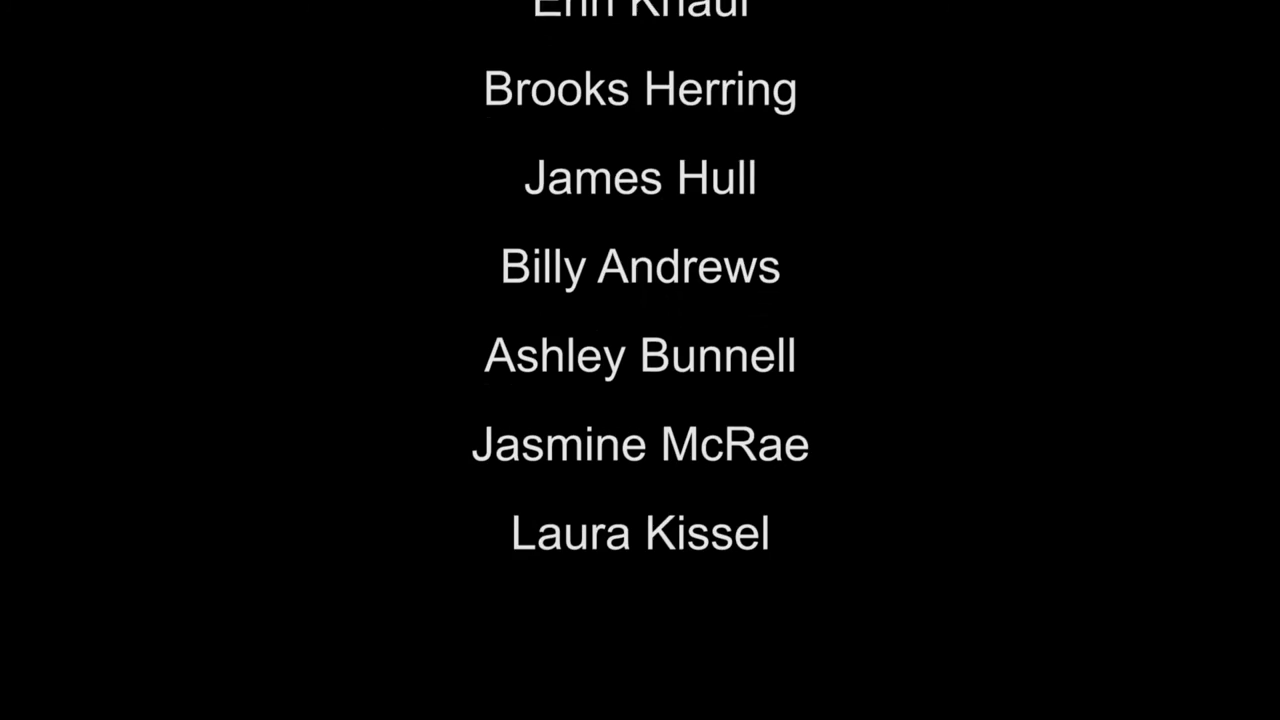 Brooks Herring
James Hull
Billy Andrews
Ashley Bunnell
Jasmine McRae
Laura Kissel